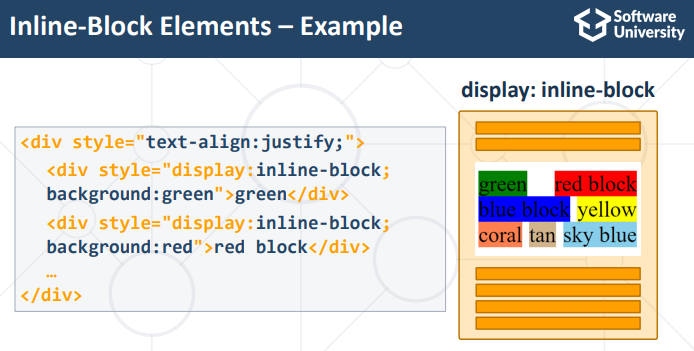 Inline-Block Elements – Example
Software
University
display: inline-block
<div style="text-align:justify;">
<div style="display:inline-block;
background:green">green</div>
<div style="display:inline-block;
background:red">red block</div>
…
</div>
green red block
blue block yellow
coral tan sky blue